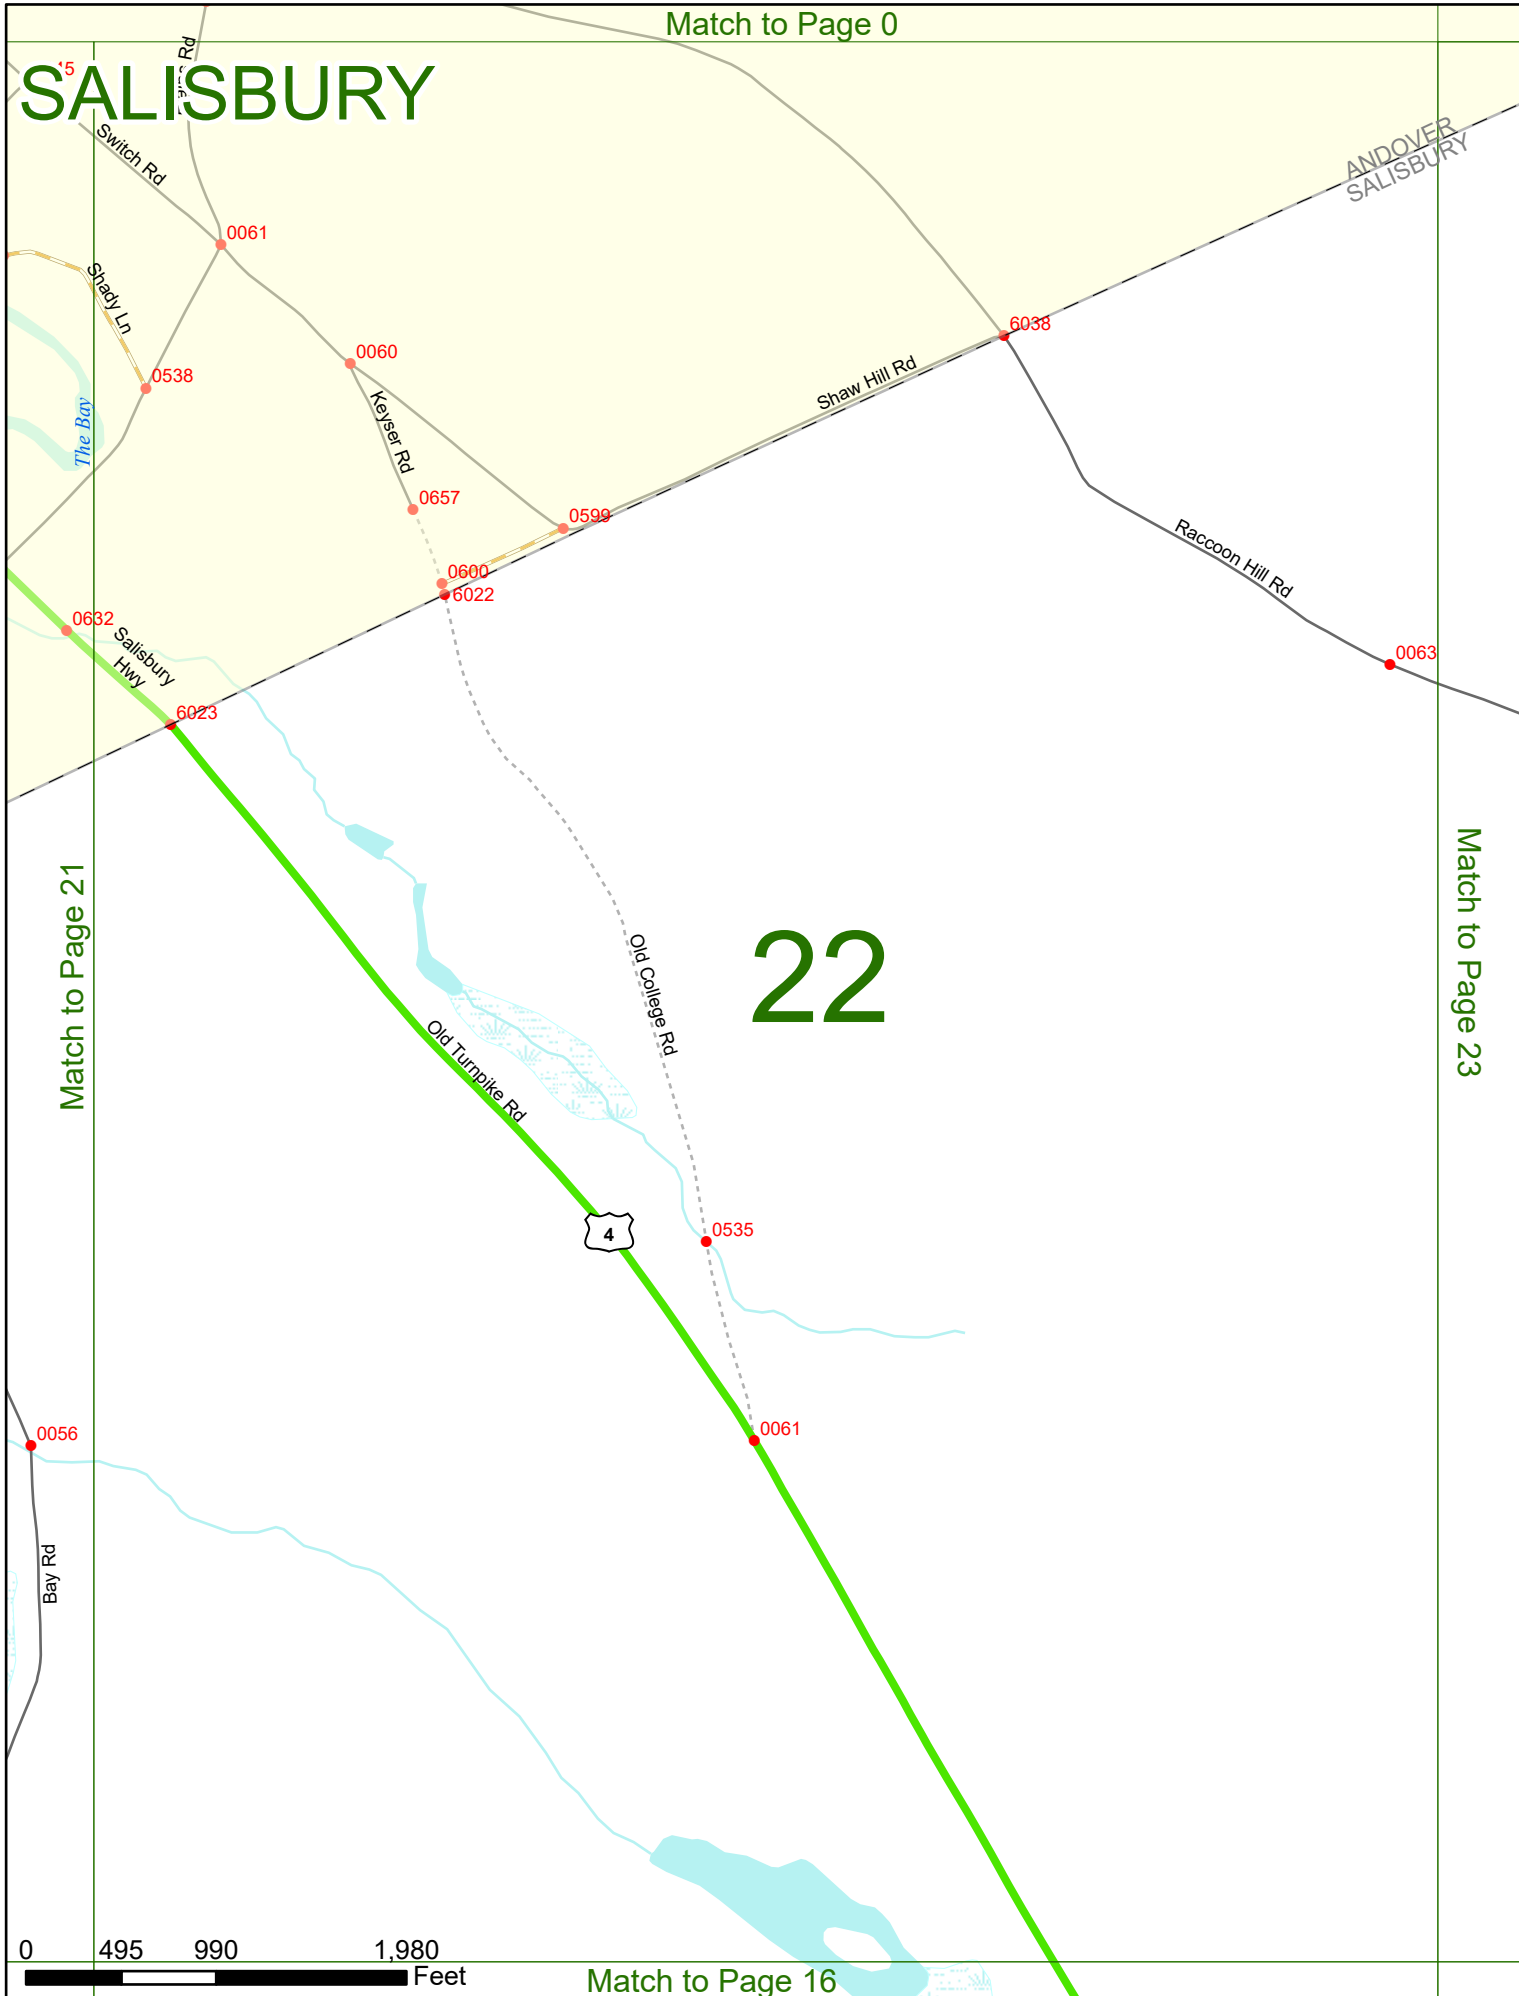 Match to Page 0
SALISBURY
Rd
Switch Rd
ANDOVER
SALISBURY
0061
Shady Ln
6038
0060
Shaw Hill Rd
0538
The Bay
Keyser Rd
0657
0599
Raccoon Hill Rd
0600
6022
0632
Salisbury
Hwy
0063
6023
Match to Page 21
Match to Page 23
22
Old College Rd
Old Turnpike Rd
4
0535
0061
0056
Bay Rd
0 495 990 1,980
Feet
Match to Page 16